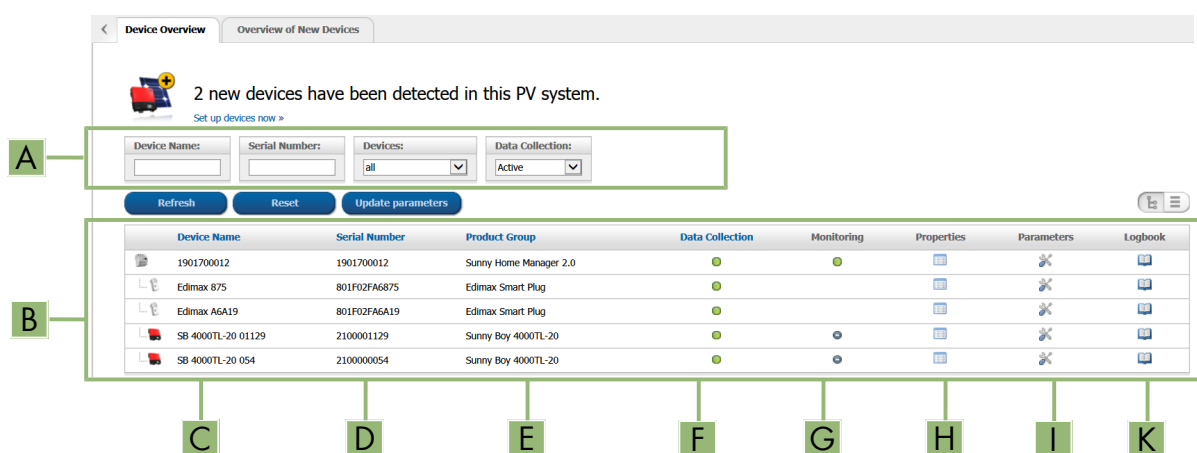 Device Overview Overview of New Devices
2 new devices have been detected in this PV system.
Set up devices now »
A
Device Name: Serial Number: Devices: Data Collection:
all Active
Refresh Reset Update parameters
B
Device Name Serial Number Product Group Data Collection Monitoring Properties Parameters Logbook
1901700012 1901700012 Sunny Home Manager 2.0
Edimax 875 801F02FA6875 Edimax Smart Plug
Edimax A6A19 801F02FA6A19 Edimax Smart Plug
SB 4000TL-20 01129 2100001129 Sunny Boy 4000TL-20
SB 4000TL-20 054 2100000054 Sunny Boy 4000TL-20
C D E F G H I K